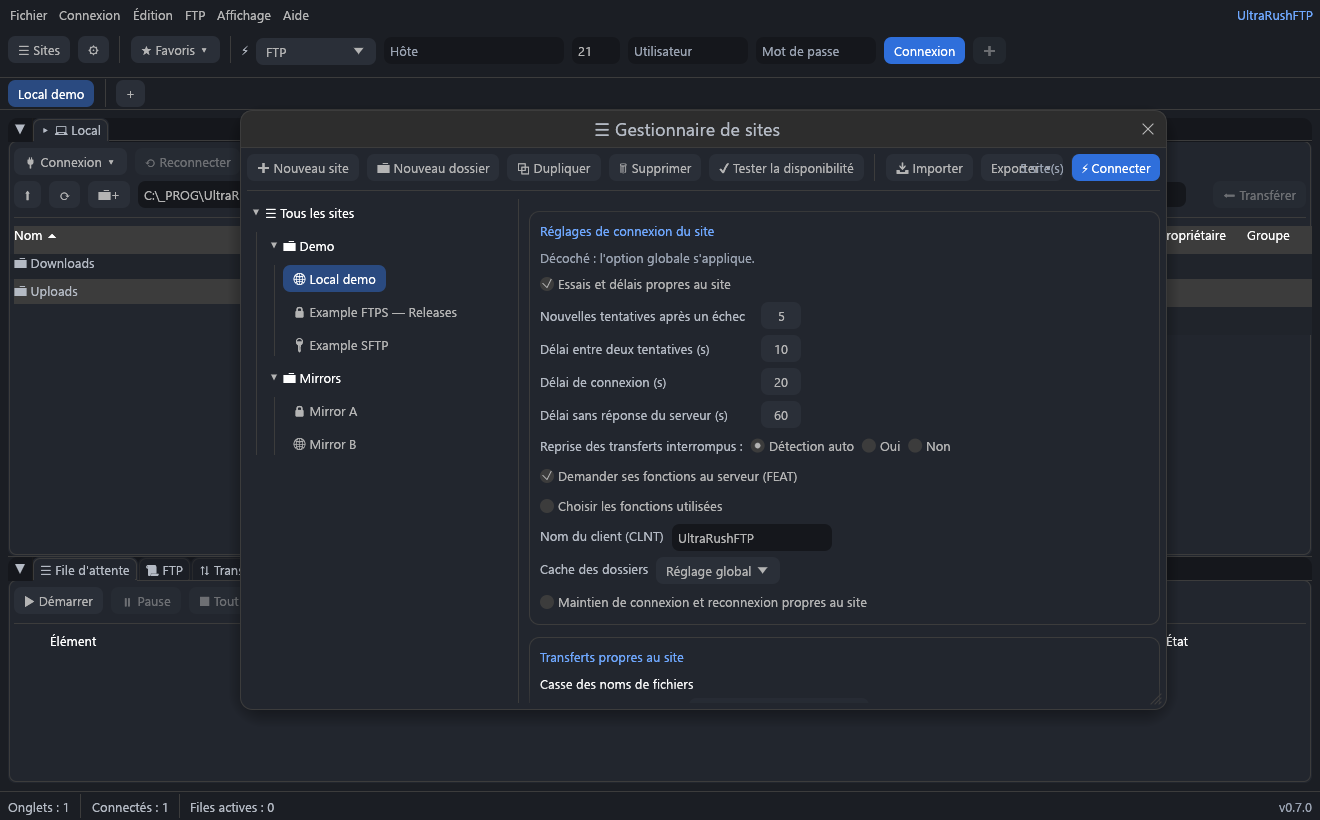 Fichier Connexion Édition FTP Affichage Aide UltraRushFTP
Sites Favoris FTP Hôte 21 Utilisateur Mot de passe Connexion +
Local demo +
Local
Gestionnaire de sites
Connexion Reconnecter
Nouveau site Nouveau dossier Dupliquer Supprimer Tester la disponibilité Importer Exporter Connecter
C:\_PROG\UltraR
Transférer
Nom
ropriétaire Groupe
Downloads
Uploads
Tous les sites
Demo
Local demo
Example FTPS — Releases
Example SFTP
Mirrors
Mirror A
Mirror B
Réglages de connexion du site
Décoché : l'option globale s'applique.
Essais et délais propres au site
Nouvelles tentatives après un échec 5
Délai entre deux tentatives (s) 10
Délai de connexion (s) 20
Délai sans réponse du serveur (s) 60
Reprise des transferts interrompus : Détection auto Oui Non
Demander ses fonctions au serveur (FEAT)
Choisir les fonctions utilisées
Nom du client (CLNT) UltraRushFTP
Cache des dossiers Réglage global
Maintien de connexion et reconnexion propres au site
Transferts propres au site
Casse des noms de fichiers
File d'attente FTP Trans
Démarrer Pause Tout
Élément
État
Onglets : 1 Connectés : 1 Files actives : 0 v0.7.0